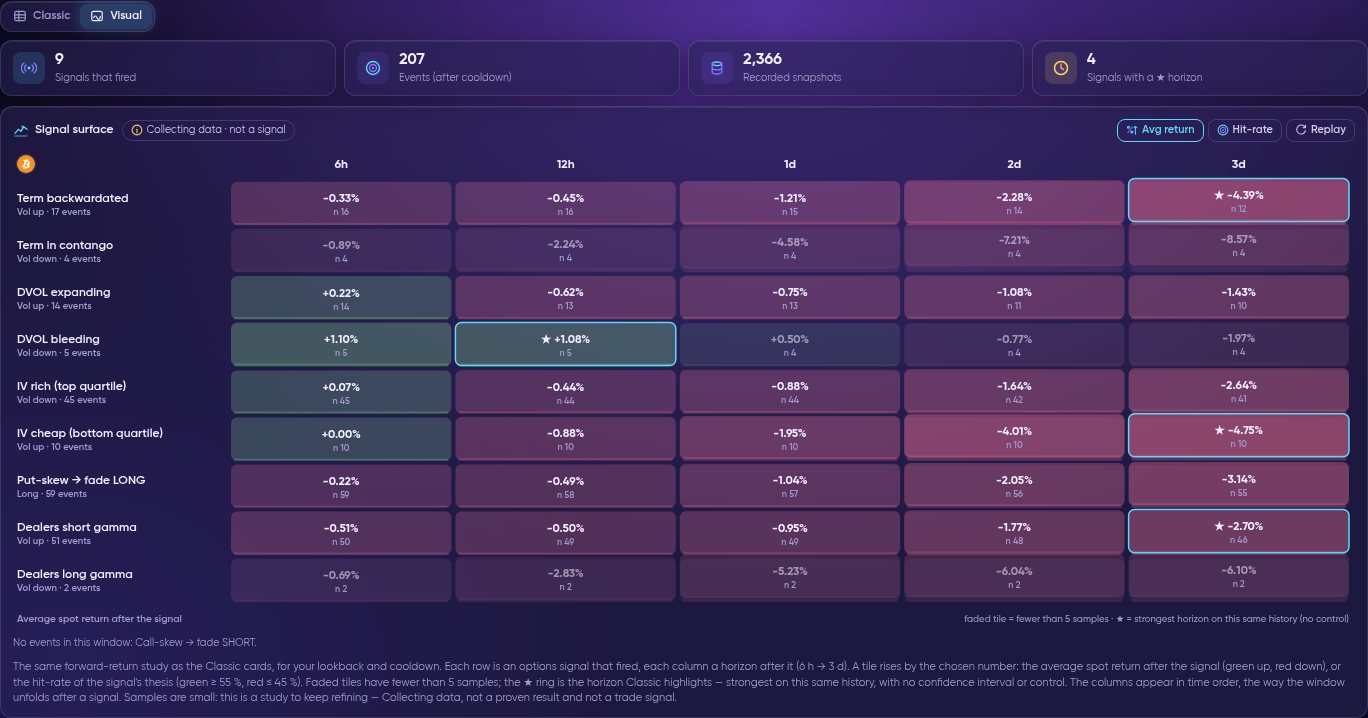 Classic Visual
9
Signals that fired
207
Events (after cooldown)
2,366
Recorded snapshots
4
Signals with a ★ horizon
Signal surface Collecting data · not a signal Avg return Hit-rate Replay
6h 12h 1d 2d 3d
Term backwardated
Vol up · 17 events
-0.33% -0.45% -1.21% -2.28% ★ -4.39%
n 16 n 16 n 15 n 14 n 12
Term in contango
Vol down · 4 events
-0.89% -2.24% -4.58% -7.21% -8.57%
n 4 n 4 n 4 n 4 n 4
DVOL expanding
Vol up · 14 events
+0.22% -0.62% -0.75% -1.08% -1.43%
n 14 n 13 n 13 n 11 n 10
DVOL bleeding
Vol down · 5 events
+1.10% ★ +1.08% +0.50% -0.77% -1.97%
n 5 n 5 n 4 n 4 n 4
IV rich (top quartile)
Vol down · 45 events
+0.07% -0.44% -0.88% -1.64% -2.64%
n 45 n 44 n 44 n 42 n 41
IV cheap (bottom quartile)
Vol up · 10 events
+0.00% -0.88% -1.95% -4.01% ★ -4.75%
n 10 n 10 n 10 n 10 n 10
Put-skew → fade LONG
Long · 59 events
-0.22% -0.49% -1.04% -2.05% -3.14%
n 59 n 58 n 57 n 56 n 55
Dealers short gamma
Vol up · 51 events
-0.51% -0.50% -0.95% -1.77% ★ -2.70%
n 50 n 49 n 49 n 48 n 46
Dealers long gamma
Vol down · 2 events
-0.69% -2.83% -5.23% -6.04% -6.10%
n 2 n 2 n 2 n 2 n 2
Average spot return after the signal
faded tile = fewer than 5 samples · ★ = strongest horizon on this same history (no control)
No events in this window: Call-skew → fade SHORT.
The same forward-return study as the Classic cards, for your lookback and cooldown. Each row is an options signal that fired, each column a horizon after it (6 h → 3 d). A tile rises by the chosen number: the average spot return after the signal (green up, red down), or
the hit-rate of the signal's thesis (green ≥ 55 %, red ≤ 45 %). Faded tiles have fewer than 5 samples; the ★ ring is the horizon Classic highlights — strongest on this same history, with no confidence interval or control. The columns appear in time order, the way the window
unfolds after a signal. Samples are small: this is a study to keep refining — Collecting data, not a proven result and not a trade signal.